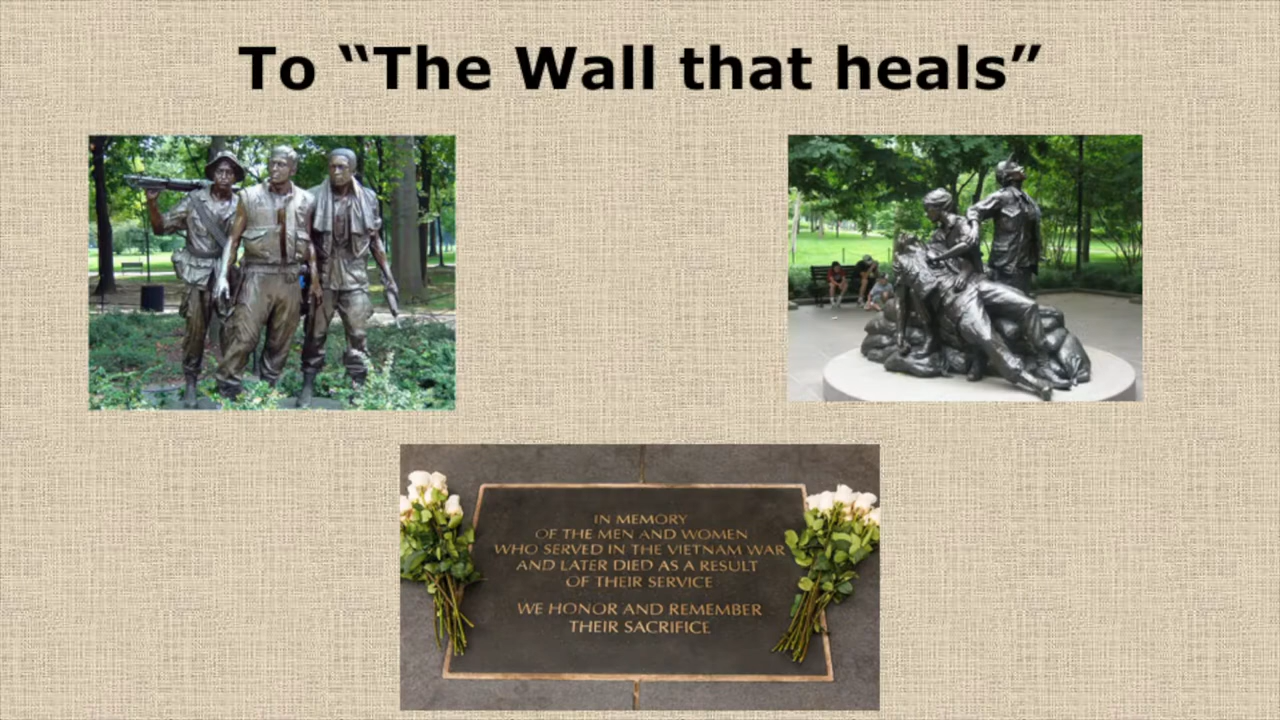 To “The Wall that heals”
IN MEMORY
OF THE MEN AND WOMEN
WHO SERVED IN THE VIETNAM WAR
AND LATER DIED AS A RESULT
OF THEIR SERVICE
WE HONOR AND REMEMBER
THEIR SACRIFICE